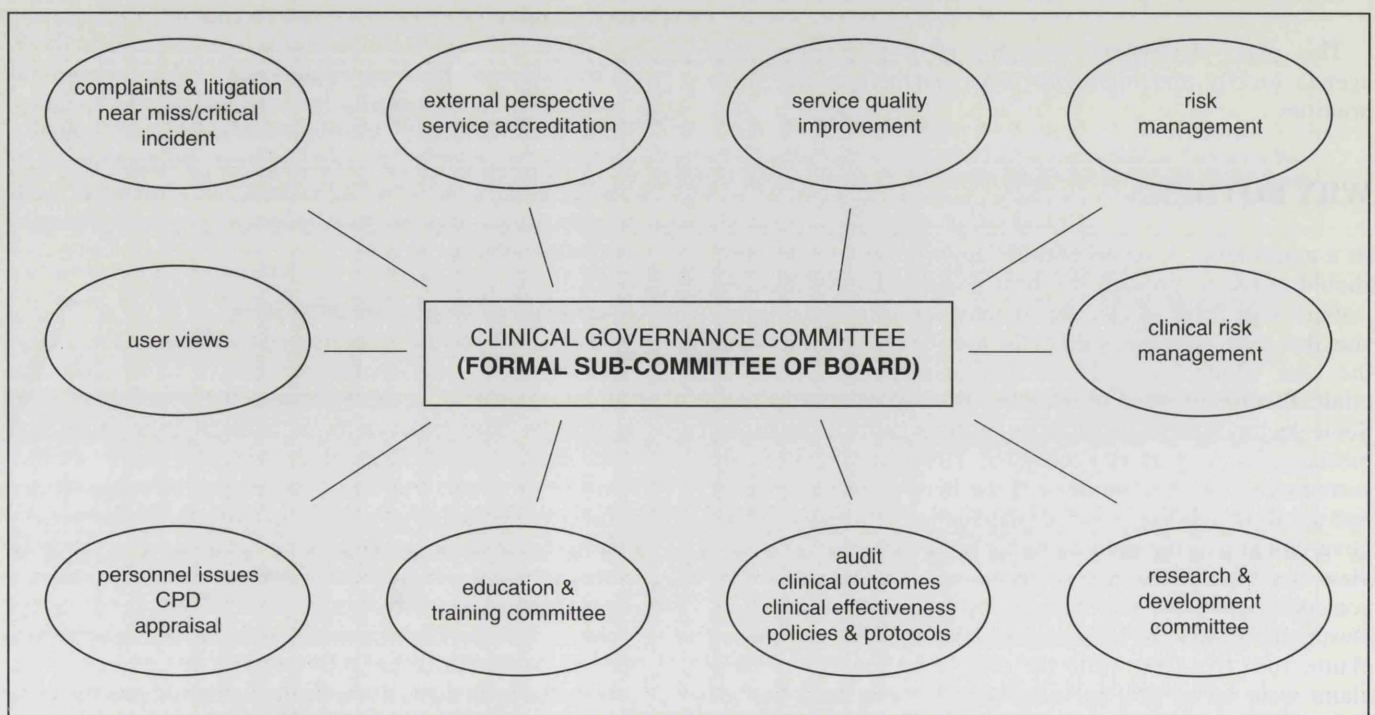 complaints & litigation
near miss/critical
incident
external perspective
service accreditation
service quality
improvement
risk
management
user views
CLINICAL GOVERNANCE COMMITTEE
(FORMAL SUB-COMMITTEE OF BOARD)
clinical risk
management
personnel issues
CPD
appraisal
education &
training committee
audit
clinical outcomes
clinical effectiveness
policies & protocols
research &
development
committee